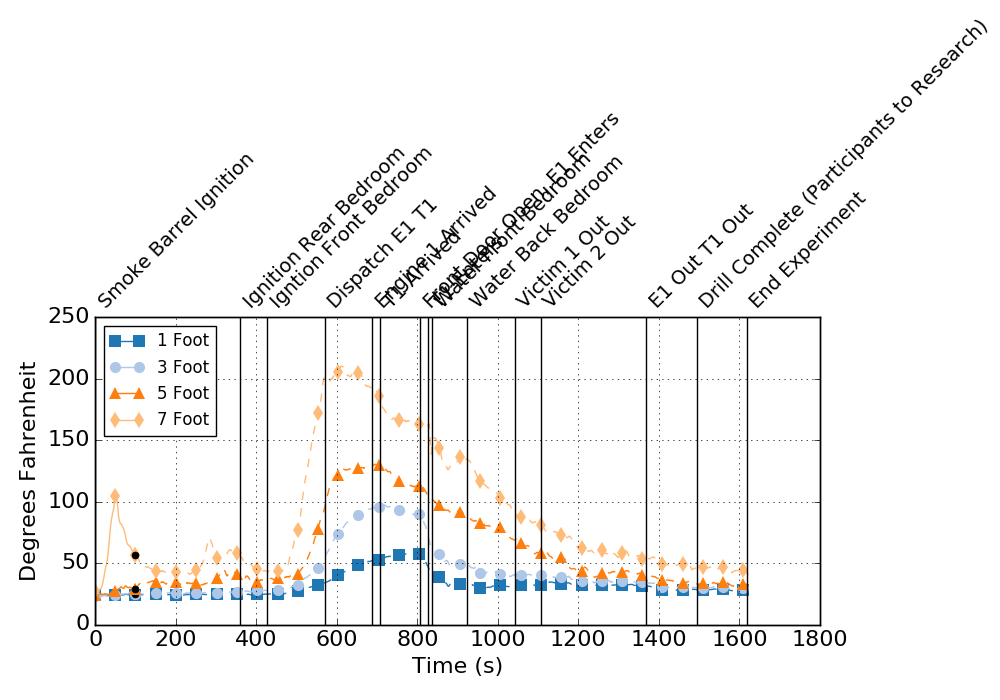 Smoke Barrel Ignition
Ignition Rear Bedroom
Igntion Front Bedroom
Dispatch E1 T1
Engine 1 Arrived
T1 Arrived
Front Door Open, E1 Enters
Water Front Bedroom
Water Back Bedroom
Victim 1 Out
Victim 2 Out
E1 Out T1 Out
Drill Complete (Participants to Research)
End Experiment
250
200
150
100
50
0
Degrees Fahrenheit
1 Foot
3 Foot
5 Foot
7 Foot
0 200 400 600 800 1000 1200 1400 1600 1800
Time (s)